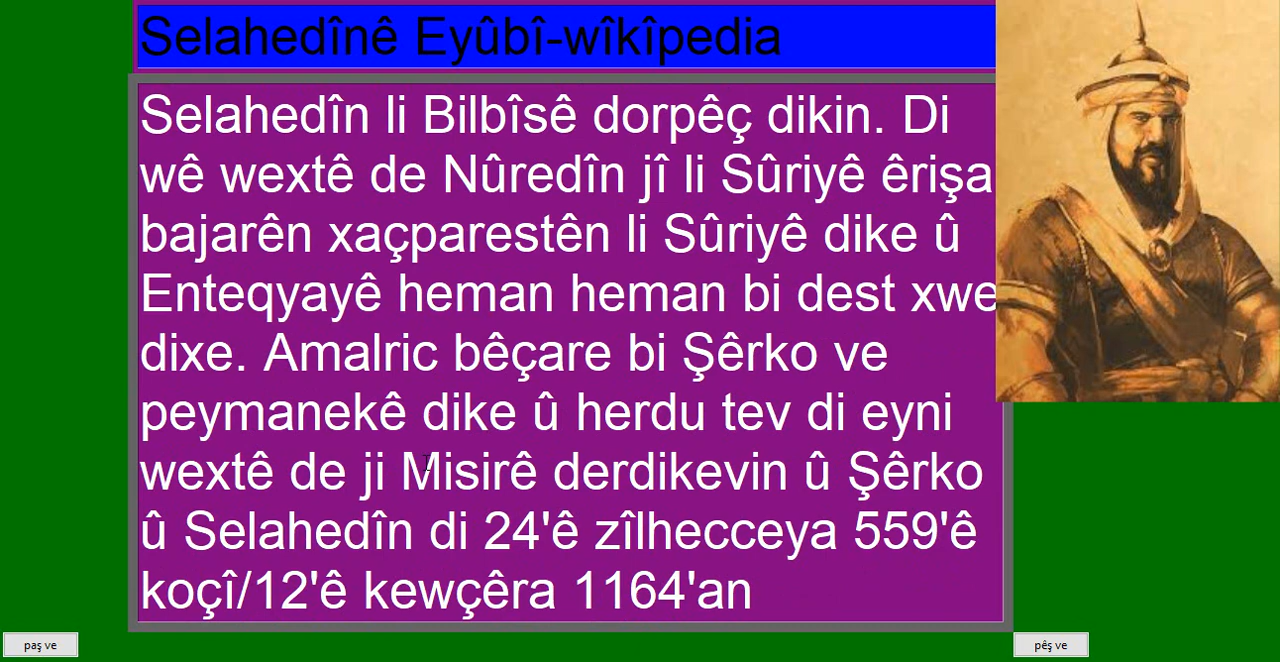 Selahedînê Eyûbî-wîkîpedia
Selahedîn li Bilbîsê dorpêç dikin. Di
wê wextê de Nûredîn jî li Sûriyê êrişa
bajarên xaçparestên li Sûriyê dike û
Enteqyayê heman heman bi dest xwe
dixe. Amalric bêçare bi Şêrko ve
peymanekê dike û herdu tev di eyni
wextê de ji Misirê derdikevin û Şêrko
û Selahedîn di 24'ê zîlhecceya 559'ê
koçî/12'ê kewçêra 1164'an
paş ve
pêş ve